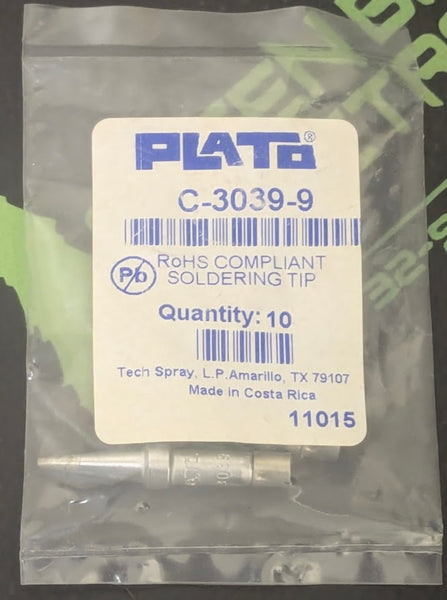 PLATO®
C-3039-9
Pb
RoHS COMPLIANT
SOLDERING TIP
Quantity: 10
Tech Spray, L.P. Amarillo, TX 79107
Made in Costa Rica
11015
3039